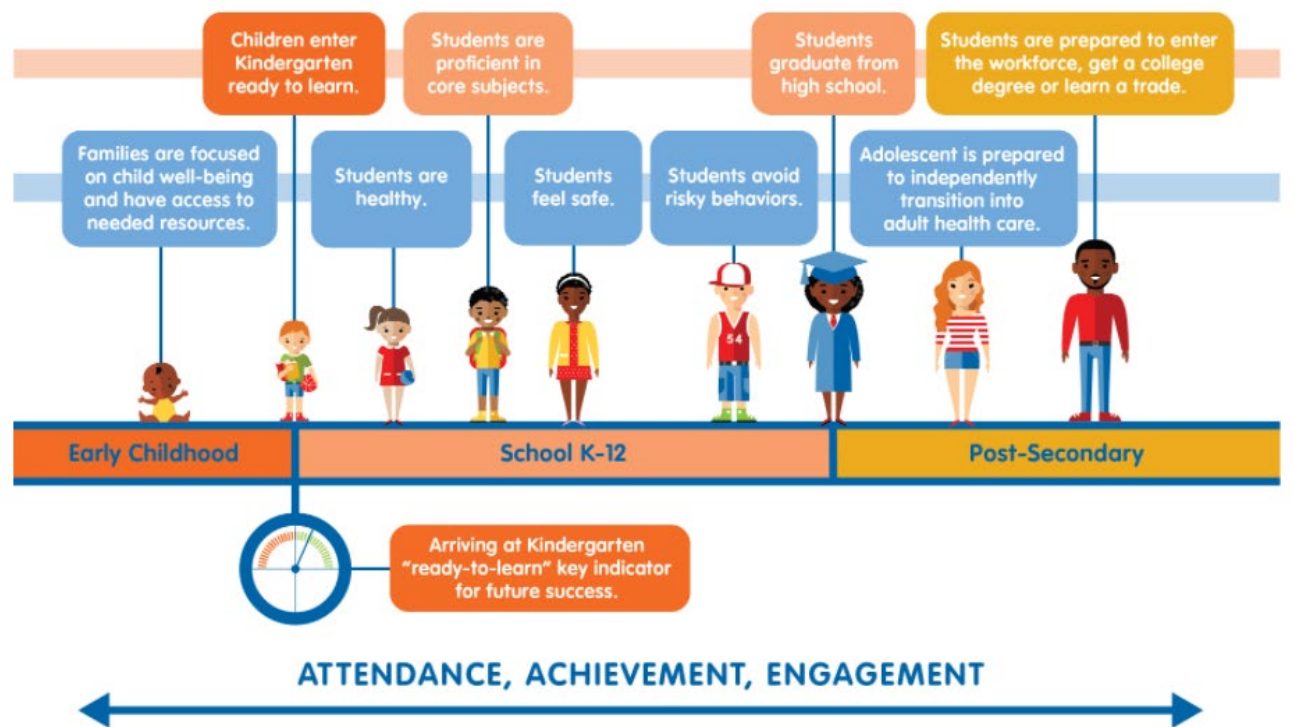 Children enter
Kindergarten
ready to learn.
Students are
proficient in
core subjects.
Students
graduate from
high school.
Students are prepared to enter
the workforce, get a college
degree or learn a trade.
Families are focused
on child well-being
and have access to
needed resources.
Students are
healthy.
Students
feel safe.
Students avoid
risky behaviors.
Adolescent is prepared
to independently
transition into
adult health care.
54
Early Childhood
School K-12
Post-Secondary
Arriving at Kindergarten
"ready-to-learn" key indicator
for future success.
ATTENDANCE, ACHIEVEMENT, ENGAGEMENT